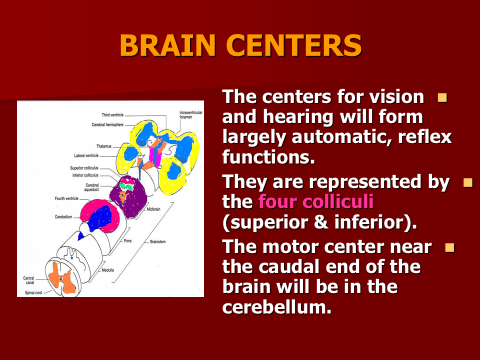 BRAIN CENTERS
The centers for vision
and hearing will form
largely automatic, reflex
functions.
They are represented by
the four colliculi
(superior & inferior).
The motor center near
the caudal end of the
brain will be in the
cerebellum.
Third ventricle
Interventricular
foramen
Cerebral hemisphere
Thalamus
Lateral ventricle
Superior colliculus
Inferior colliculus
Cerebral
aqueduct
Fourth ventricle
Cerebellum
Midbrain
Pons
Brainstem
Medulla
Central
canal
Spinal cord